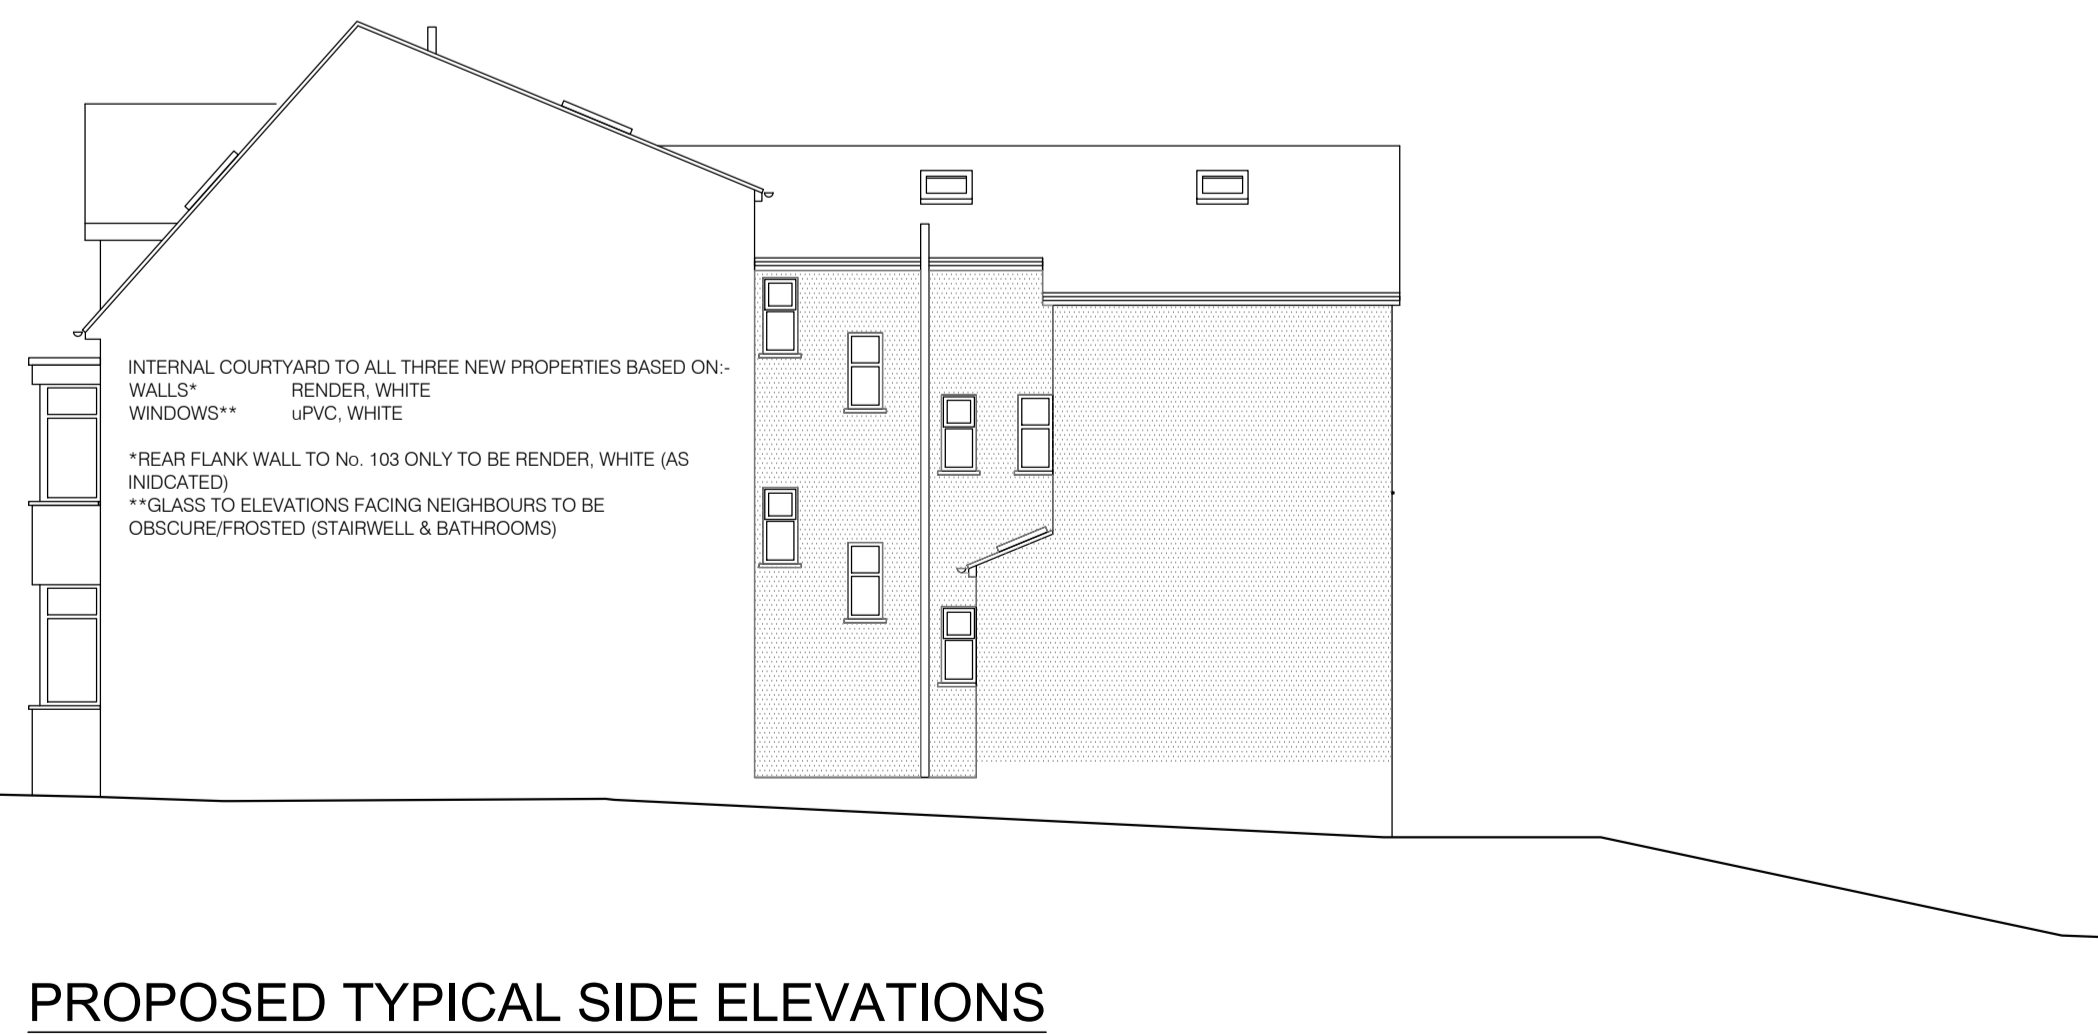 INTERNAL COURTYARD TO ALL THREE NEW PROPERTIES BASED ON:-
WALLS* RENDER, WHITE
WINDOWS** uPVC, WHITE
*REAR FLANK WALL TO No. 103 ONLY TO BE RENDER, WHITE (AS
INIDCATED)
**GLASS TO ELEVATIONS FACING NEIGHBOURS TO BE
OBSCURE/FROSTED (STAIRWELL & BATHROOMS)
PROPOSED TYPICAL SIDE ELEVATIONS